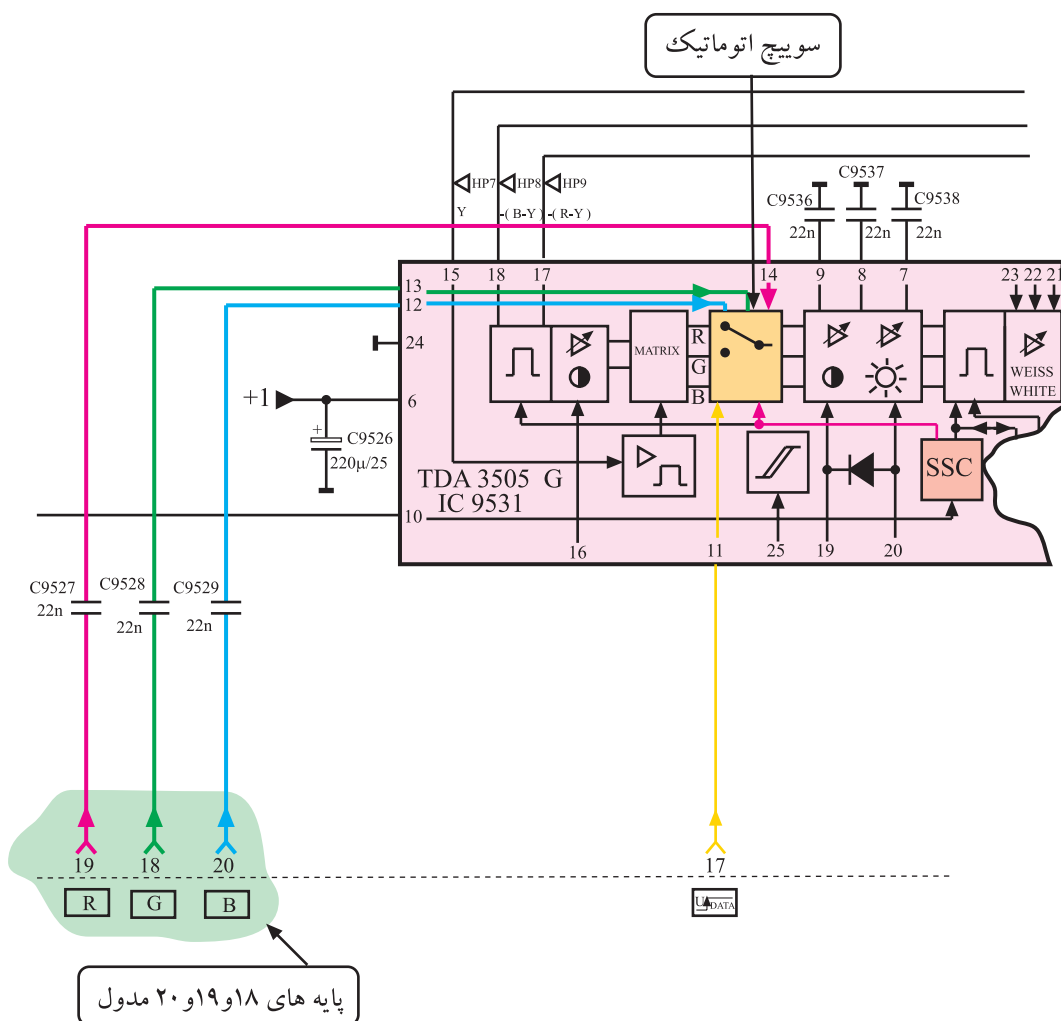 سوییچ اتوماتیک
HP7 HP8 HP9
Y -( B-Y ) -( R-Y )
C9536 C9537 C9538
22n 22n 22n
15 18 17 14 9 8 7 23 22 21
13
12
24
+1 6
+
C9526
220µ/25
10
MATRIX
R
G
B
WEISS
WHITE
SSC
TDA 3505 G
IC 9531
16 11 25 19 20
C9527 C9528 C9529
22n 22n 22n
19 18 20 17
R G B U DATA
پایه های ۱۸و۱۹و۲۰ مدول